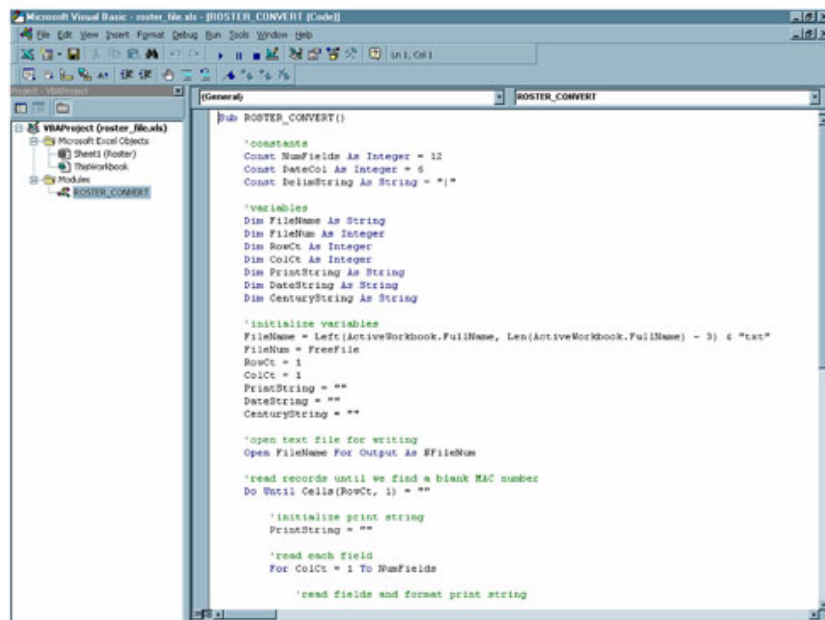 Microsoft Visual Basic - roster_file.xls - [ROSTER_CONVERT (Code)]
File Edit View Insert Format Debug Run Tools Window Help
Ln 1, Col 1
Project - VBAProject
(General) ROSTER_CONVERT
VBAProject (roster_file.xls)
Microsoft Excel Objects
Sheet1 (Roster)
ThisWorkbook
Modules
ROSTER_CONVERT
Sub ROSTER_CONVERT()
'constants
Const NumFields As Integer = 12
Const DateCol As Integer = 6
Const DelimString As String = "|"
'variables
Dim FileName As String
Dim FileNum As Integer
Dim RowCt As Integer
Dim ColCt As Integer
Dim PrintString As String
Dim DateString As String
Dim CenturyString As String
'initialize variables
FileName = Left(ActiveWorkbook.FullName, Len(ActiveWorkbook.FullName) - 3) & "txt"
FileNum = FreeFile
RowCt = 1
ColCt = 1
PrintString = ""
DateString = ""
CenturyString = ""
'open text file for writing
Open FileName For Output As #FileNum
'read records until we find a blank MAC number
Do Until Cells(RowCt, 1) = ""
'initialize print string
PrintString = ""
'read each field
For ColCt = 1 To NumFields
'read fields and format print string